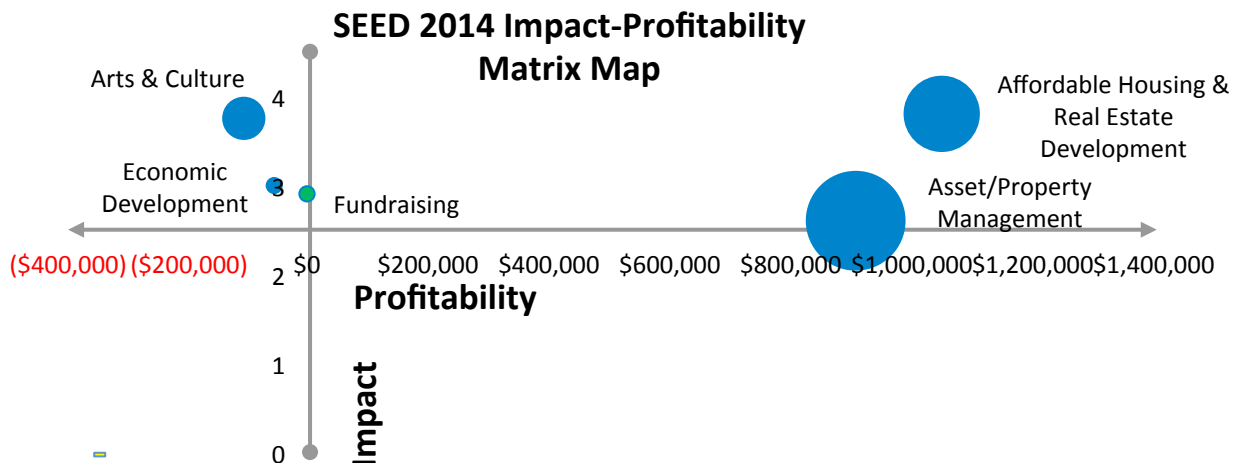 SEED 2014 Impact-Profitability
Matrix Map
Arts & Culture
4
Affordable Housing &
Real Estate
Development
Economic
Development
3
Fundraising
Asset/Property
Management
($400,000) ($200,000) $0 $200,000 $400,000 $600,000 $800,000 $1,000,000 $1,200,000 $1,400,000
2
Profitability
1
Impact
0